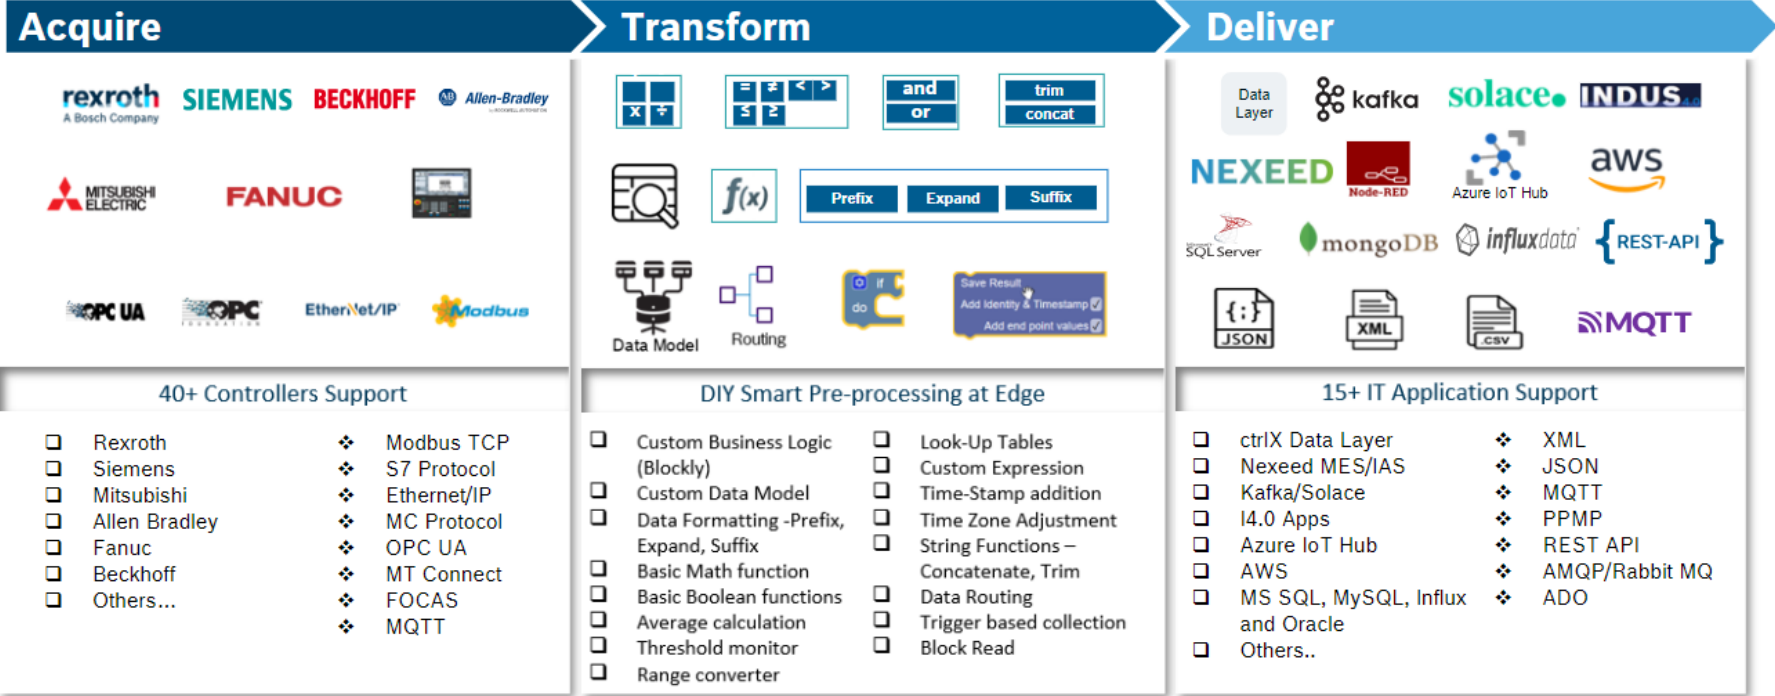 Acquire
Transform
Deliver
rexroth
A Bosch Company
SIEMENS
BECKHOFF
AB Allen-Bradley
MITSUBISHI
ELECTRIC
FANUC
OPC UA
OPC
FOUNDATION
EtherNet/IP
Modbus
x ÷
= ≠ < >
≤ ≥
and
or
trim
concat
f(x)
Prefix
Expand
Suffix
Data Model
Routing
if
do
Save Result
Add Identity & Timestamp
Add end point values
Data
Layer
kafka
solace.
INDUS
NEXEED
Node-RED
Azure IoT Hub
aws
SQL Server
mongoDB
influxdata
{REST-API}
{:}
JSON
XML
.CSV
MQTT
40+ Controllers Support
Rexroth
Siemens
Mitsubishi
Allen Bradley
Fanuc
Beckhoff
Others...
Modbus TCP
S7 Protocol
Ethernet/IP
MC Protocol
OPC UA
MT Connect
FOCAS
MQTT
DIY Smart Pre-processing at Edge
Custom Business Logic
(Blockly)
Custom Data Model
Data Formatting -Prefix,
Expand, Suffix
Basic Math function
Basic Boolean functions
Average calculation
Threshold monitor
Range converter
Look-Up Tables
Custom Expression
Time-Stamp addition
Time Zone Adjustment
String Functions –
Concatenate, Trim
Data Routing
Trigger based collection
Block Read
15+ IT Application Support
ctrlX Data Layer
Nexeed MES/IAS
Kafka/Solace
I4.0 Apps
Azure IoT Hub
AWS
MS SQL, MySQL, Influx
and Oracle
Others..
XML
JSON
MQTT
PPMP
REST API
AMQP/Rabbit MQ
ADO